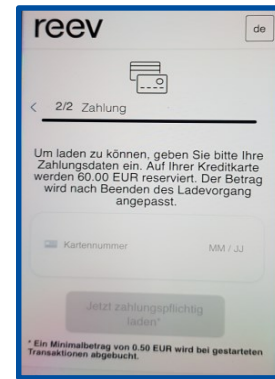 reev
de
< 2/2 Zahlung
Um laden zu können, geben Sie bitte Ihre
Zahlungsdaten ein. Auf Ihrer Kreditkarte
werden 60.00 EUR reserviert. Der Betrag
wird nach Beenden des Ladevorgang
angepasst.
Kartennummer MM / JJ
Jetzt zahlungspflichtig
laden*
* Ein Minimalbetrag von 0.50 EUR wird bei gestarteten
Transaktionen abgebucht.